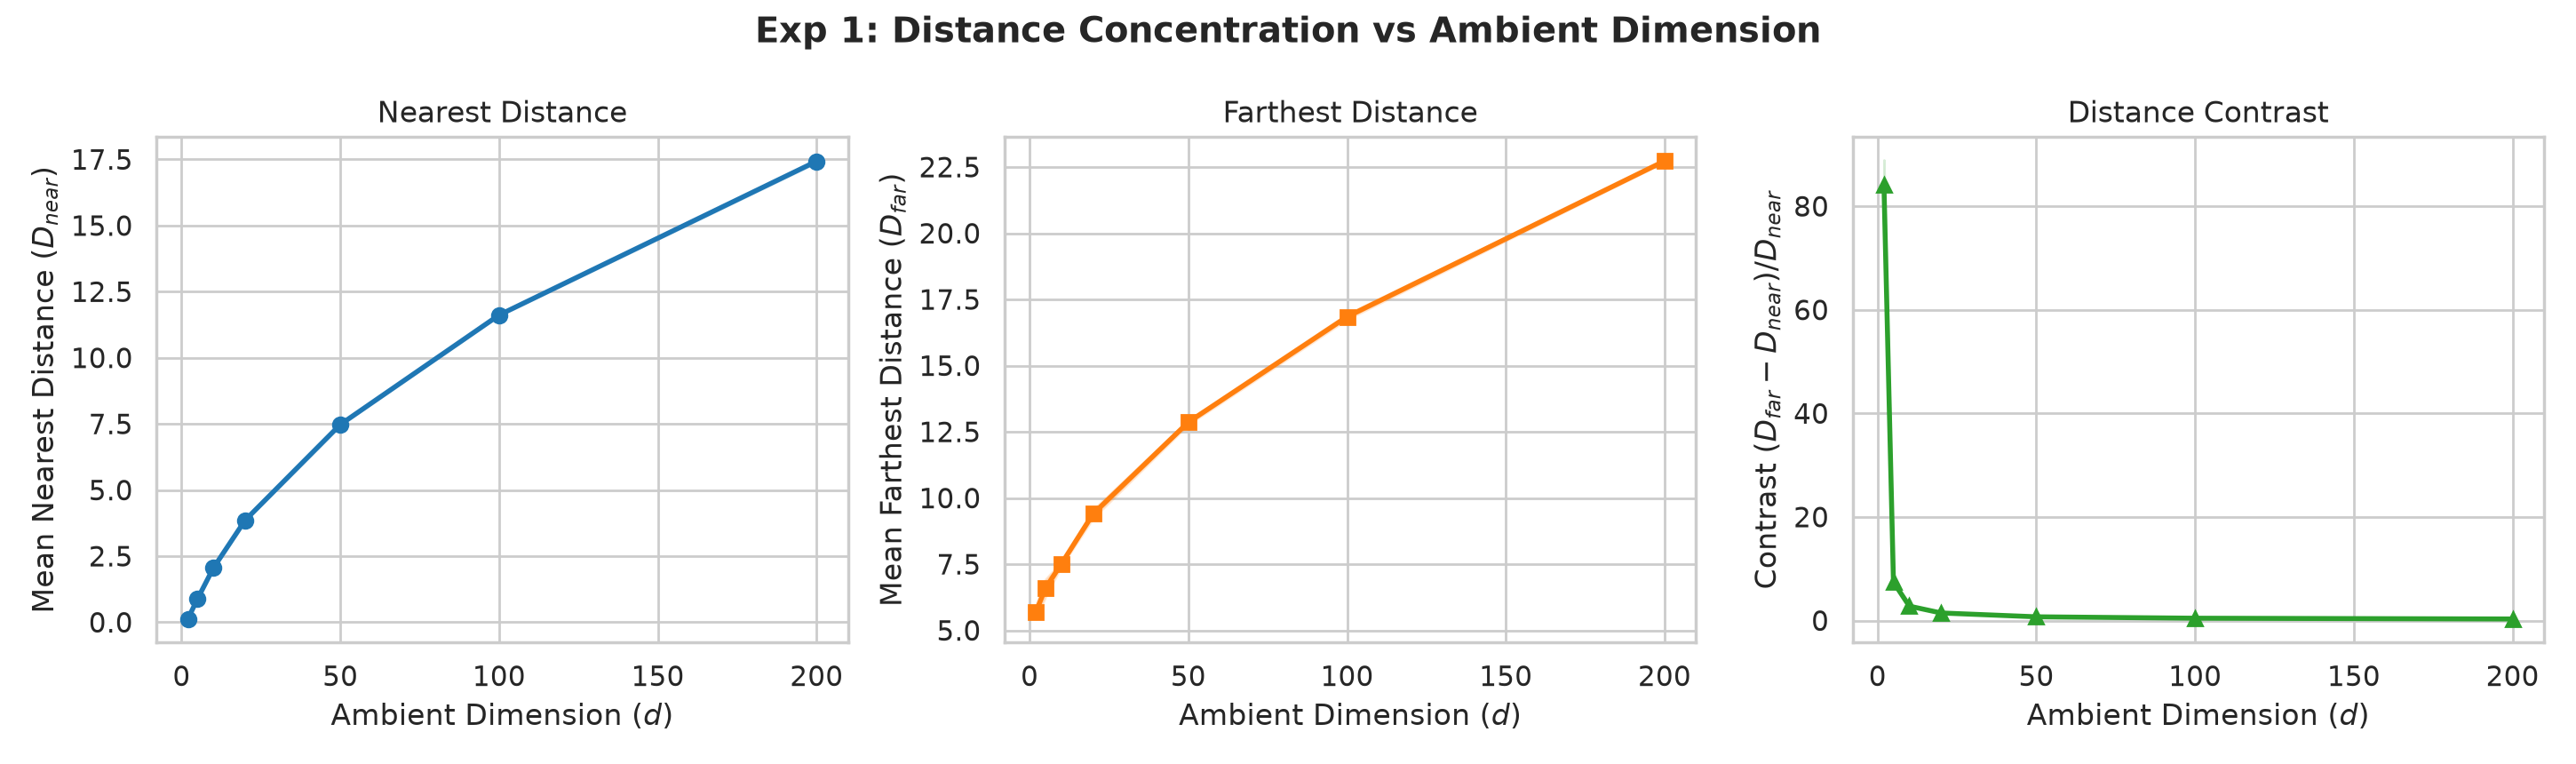 Exp 1: Distance Concentration vs Ambient Dimension
Nearest Distance
Mean Nearest Distance (D_near)
17.5
15.0
12.5
10.0
7.5
5.0
2.5
0.0
0 50 100 150 200
Ambient Dimension (d)
Farthest Distance
Mean Farthest Distance (D_far)
22.5
20.0
17.5
15.0
12.5
10.0
7.5
5.0
0 50 100 150 200
Ambient Dimension (d)
Distance Contrast
Contrast (D_far − D_near)/D_near
80
60
40
20
0
0 50 100 150 200
Ambient Dimension (d)